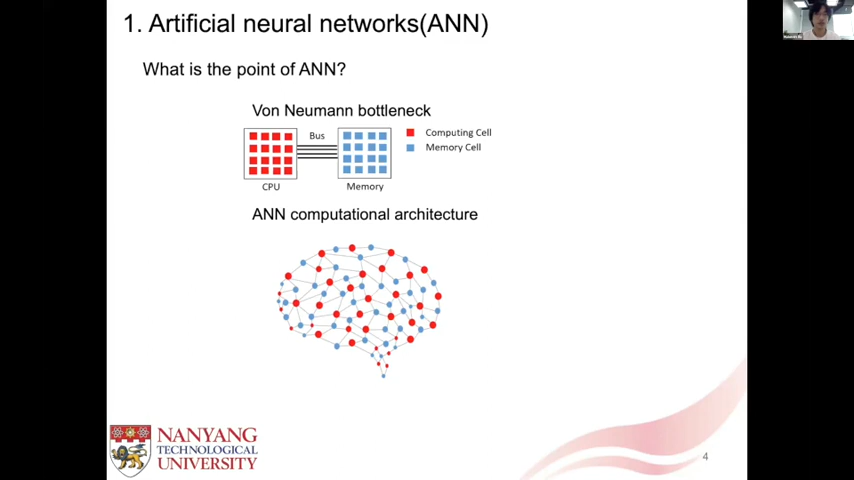 1. Artificial neural networks(ANN)
What is the point of ANN?
Von Neumann bottleneck
Bus
Computing Cell
Memory Cell
CPU
Memory
ANN computational architecture
NANYANG
TECHNOLOGICAL
UNIVERSITY
4